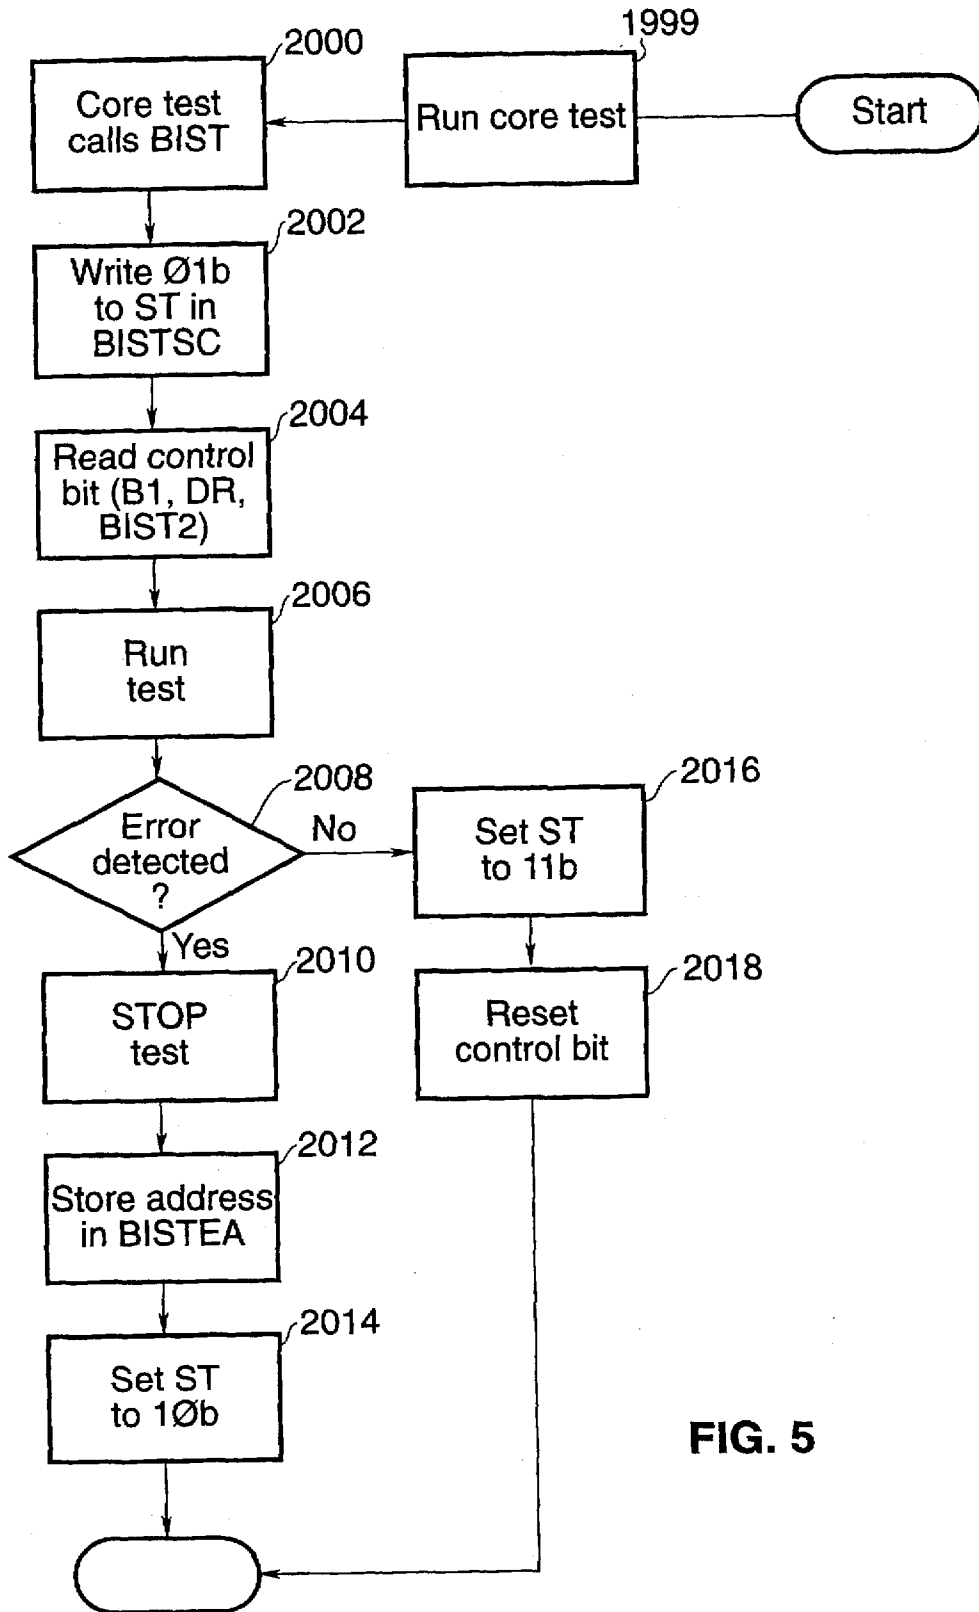 Start
1999
Run core test
2000
Core test
calls BIST
2002
Write Ø1b
to ST in
BISTSC
2004
Read control
bit (B1, DR,
BIST2)
2006
Run
test
2008
Error
detected
?
No
Yes
2016
Set ST
to 11b
2018
Reset
control bit
2010
STOP
test
2012
Store address
in BISTEA
2014
Set ST
to 1Øb
FIG. 5